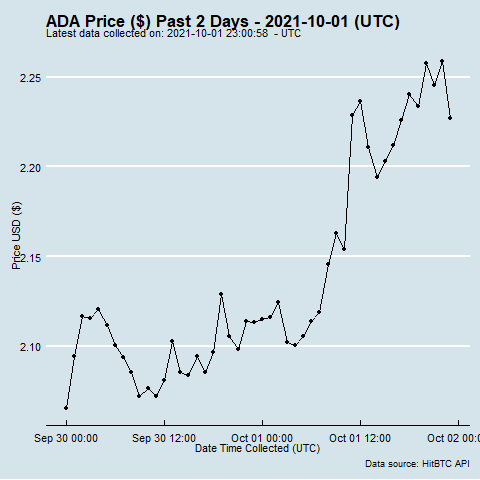 ADA Price ($) Past 2 Days - 2021-10-01 (UTC)
Latest data collected on: 2021-10-01 23:00:58 - UTC
2.25
2.20
2.15
2.10
Price USD ($)
Sep 30 00:00 Sep 30 12:00 Oct 01 00:00 Oct 01 12:00 Oct 02 00:0
Date Time Collected (UTC)
Data source: HitBTC API